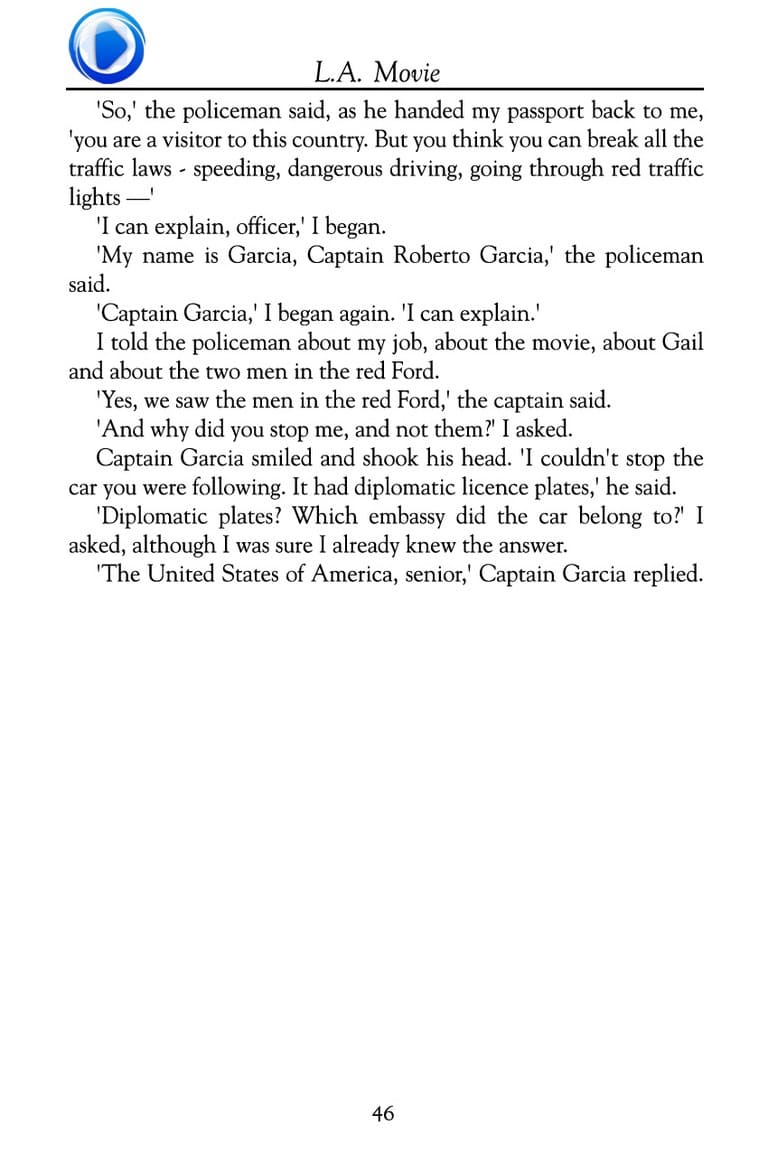 L.A. Movie
'So,' the policeman said, as he handed my passport back to me,
'you are a visitor to this country. But you think you can break all the
traffic laws - speeding, dangerous driving, going through red traffic
lights —'
'I can explain, officer,' I began.
'My name is Garcia, Captain Roberto Garcia,' the policeman
said.
'Captain Garcia,' I began again. 'I can explain.'
I told the policeman about my job, about the movie, about Gail
and about the two men in the red Ford.
'Yes, we saw the men in the red Ford,' the captain said.
'And why did you stop me, and not them?' I asked.
Captain Garcia smiled and shook his head. 'I couldn't stop the
car you were following. It had diplomatic licence plates,' he said.
'Diplomatic plates? Which embassy did the car belong to?' I
asked, although I was sure I already knew the answer.
'The United States of America, senior,' Captain Garcia replied.
46